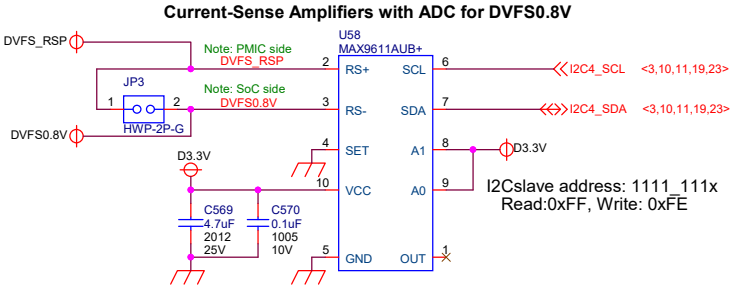 Current-Sense Amplifiers with ADC for DVFS0.8V
U58
MAX9611AUB+
DVFS_RSP
Note: PMIC side
DVFS_RSP
2
RS+
SCL
6
I2C4_SCL
<3,10,11,19,23>
JP3
1
2
HWP-2P-G
Note: SoC side
DVFS0.8V
3
RS-
SDA
7
I2C4_SDA
<3,10,11,19,23>
DVFS0.8V
4
SET
A1
8
D3.3V
D3.3V
10
VCC
A0
9
I2Cslave address: 1111_111x
Read:0xFF, Write: 0xFE
C569
4.7uF
2012
25V
C570
0.1uF
1005
10V
5
GND
OUT
1